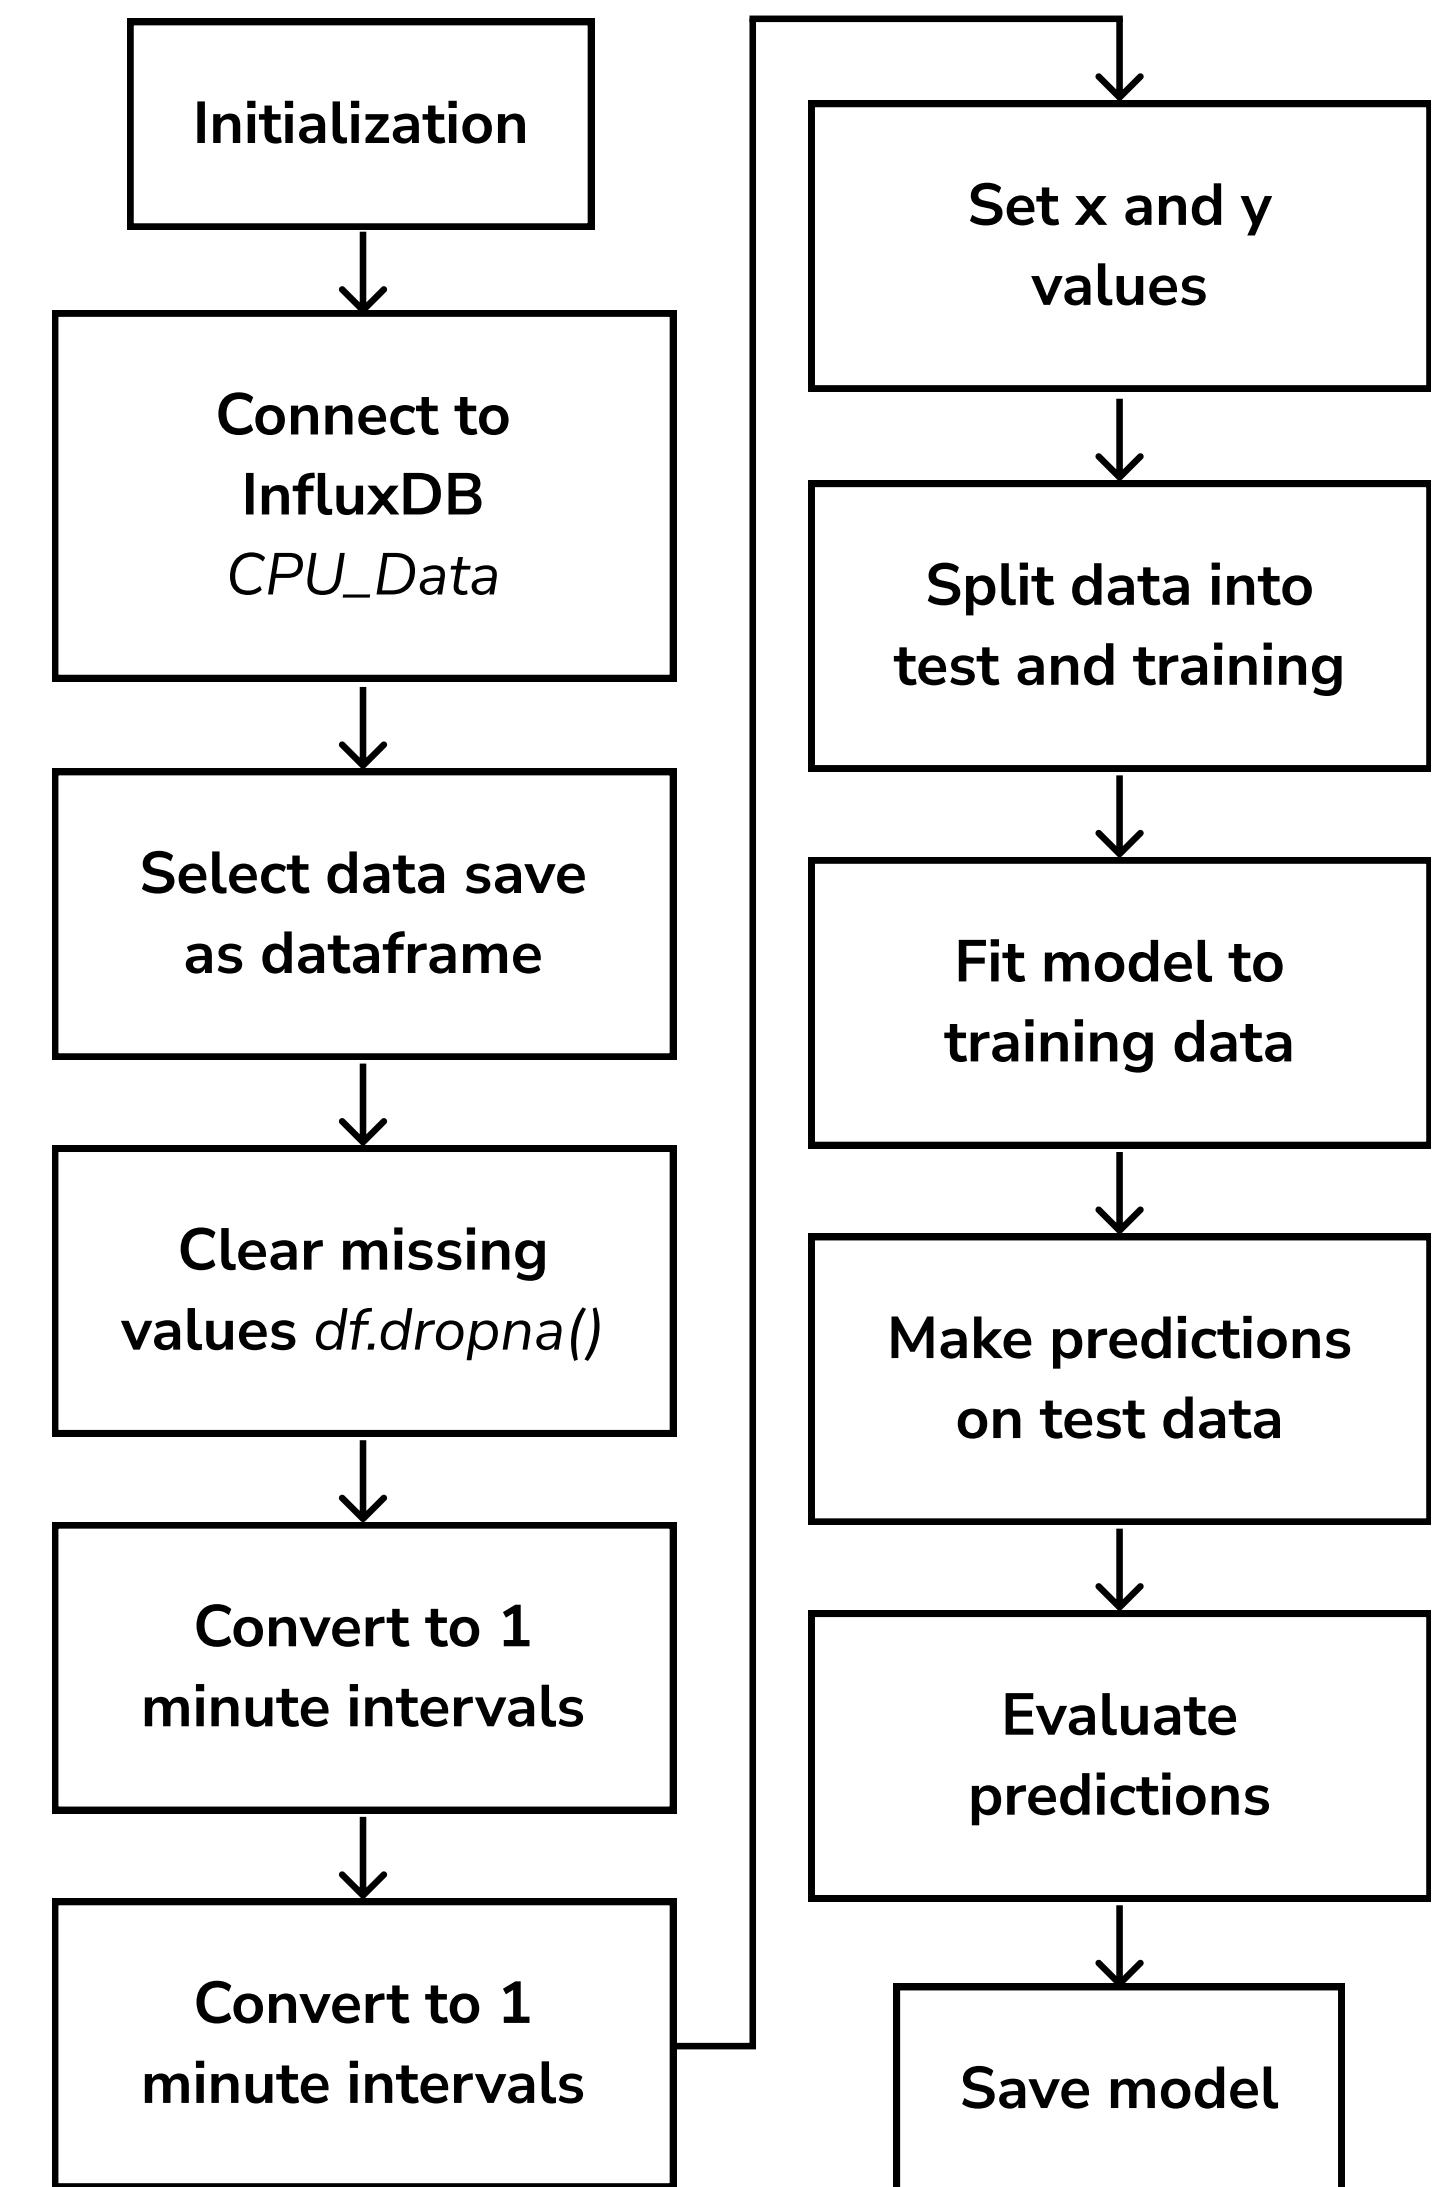 Initialization
Connect to
InfluxDB
CPU_Data
Select data save
as dataframe
Clear missing
values df.dropna()
Convert to 1
minute intervals
Convert to 1
minute intervals
Set x and y
values
Split data into
test and training
Fit model to
training data
Make predictions
on test data
Evaluate
predictions
Save model